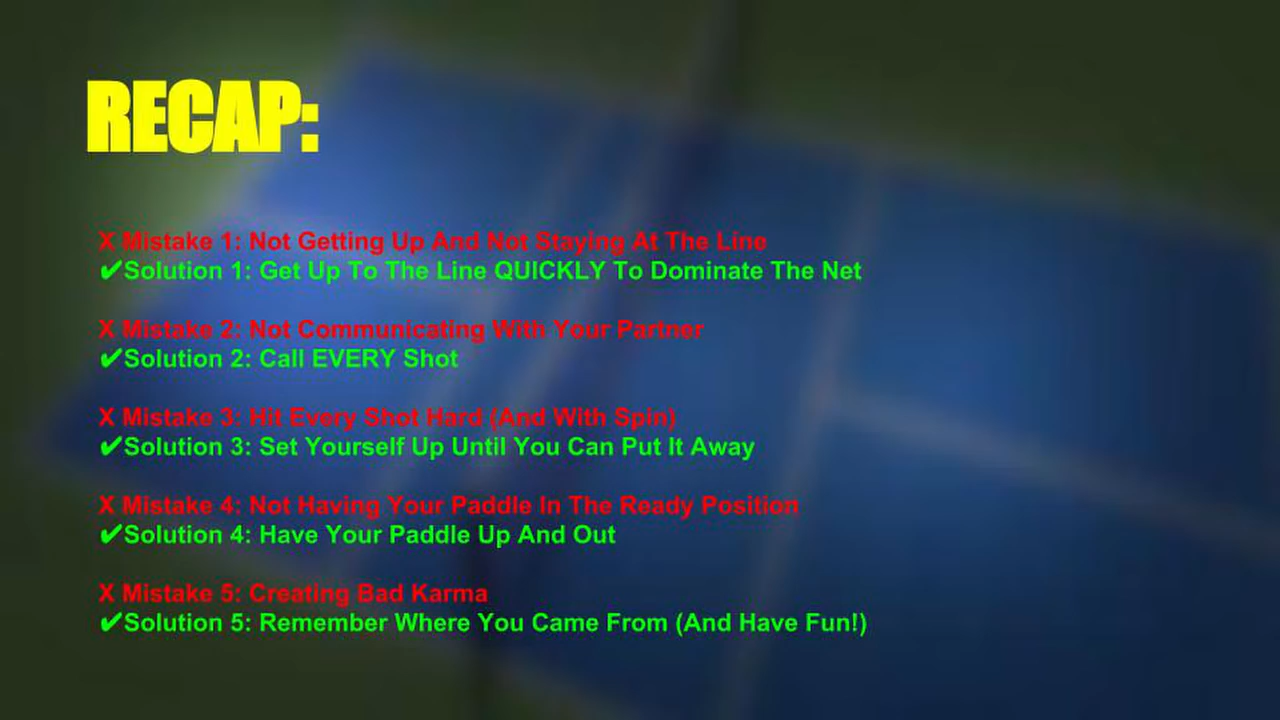 RECAP:
X Mistake 1: Not Getting Up And Not Staying At The Line
✔Solution 1: Get Up To The Line QUICKLY To Dominate The Net
X Mistake 2: Not Communicating With Your Partner
✔Solution 2: Call EVERY Shot
X Mistake 3: Hit Every Shot Hard (And With Spin)
✔Solution 3: Set Yourself Up Until You Can Put It Away
X Mistake 4: Not Having Your Paddle In The Ready Position
✔Solution 4: Have Your Paddle Up And Out
X Mistake 5: Creating Bad Karma
✔Solution 5: Remember Where You Came From (And Have Fun!)